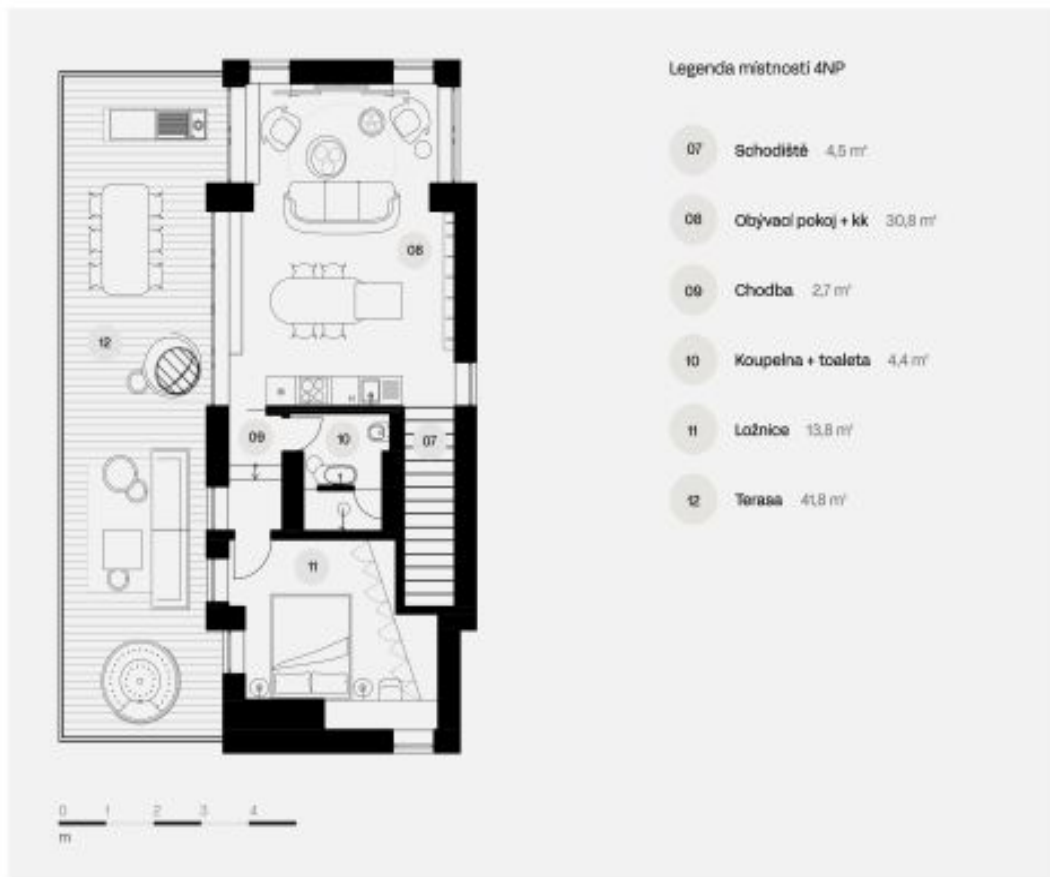 Legenda místností 4NP
07 Schodiště 4,5 m²
08 Obývací pokoj + kk 30,8 m²
09 Chodba 2,7 m²
10 Koupelna + toaleta 4,4 m²
11 Ložnice 13,8 m²
12 Terasa 41,8 m²
08
12
09
10
07
11
0 1 2 3 4
m